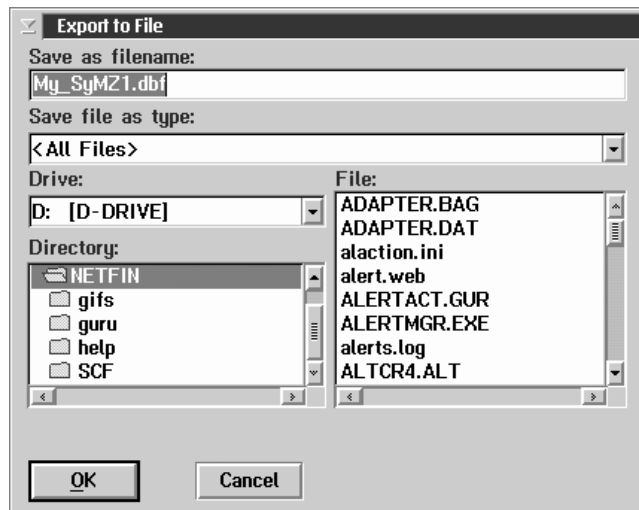 Export to File
Save as filename:
My_SyMZ1.dbf
Save file as type:
<All Files>
Drive:
D: [D-DRIVE]
Directory:
NETFIN
gifs
guru
help
SCF
File:
ADAPTER.BAG
ADAPTER.DAT
alaction.ini
alert.web
ALERTACT.GUR
ALERTMGR.EXE
alerts.log
ALTCR4.ALT
OK
Cancel